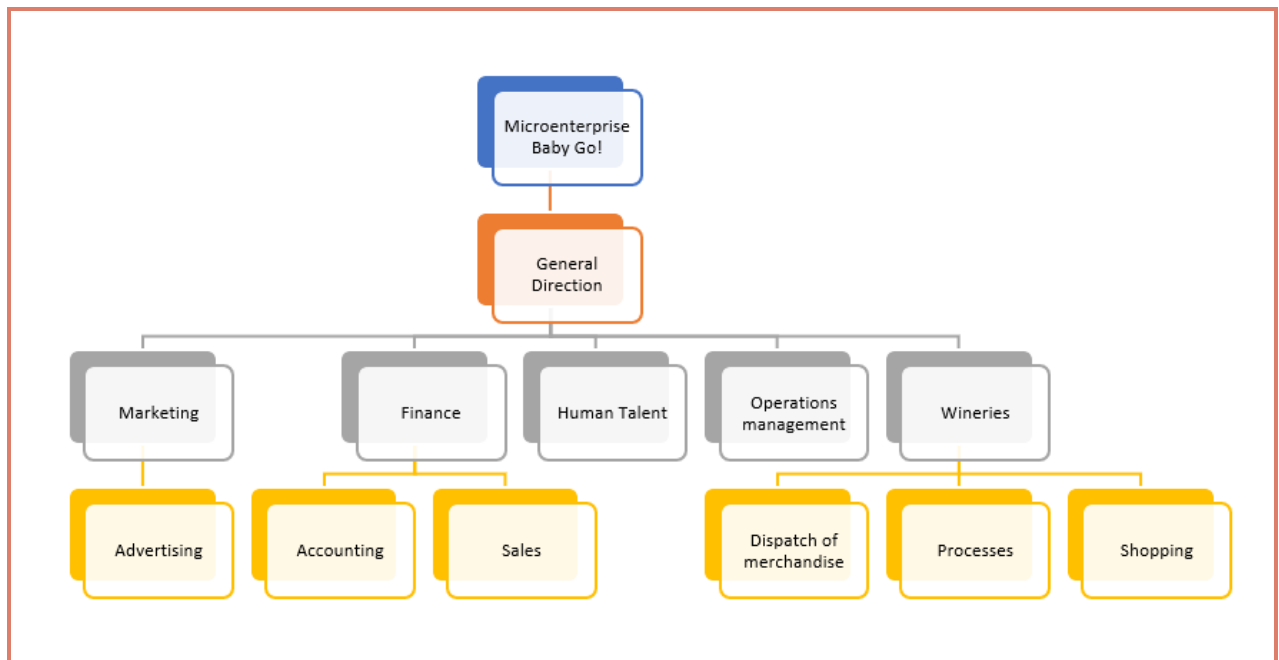 Microenterprise
Baby Go!
General
Direction
Marketing
Finance
Human Talent
Operations
management
Wineries
Advertising
Accounting
Sales
Dispatch of
merchandise
Processes
Shopping